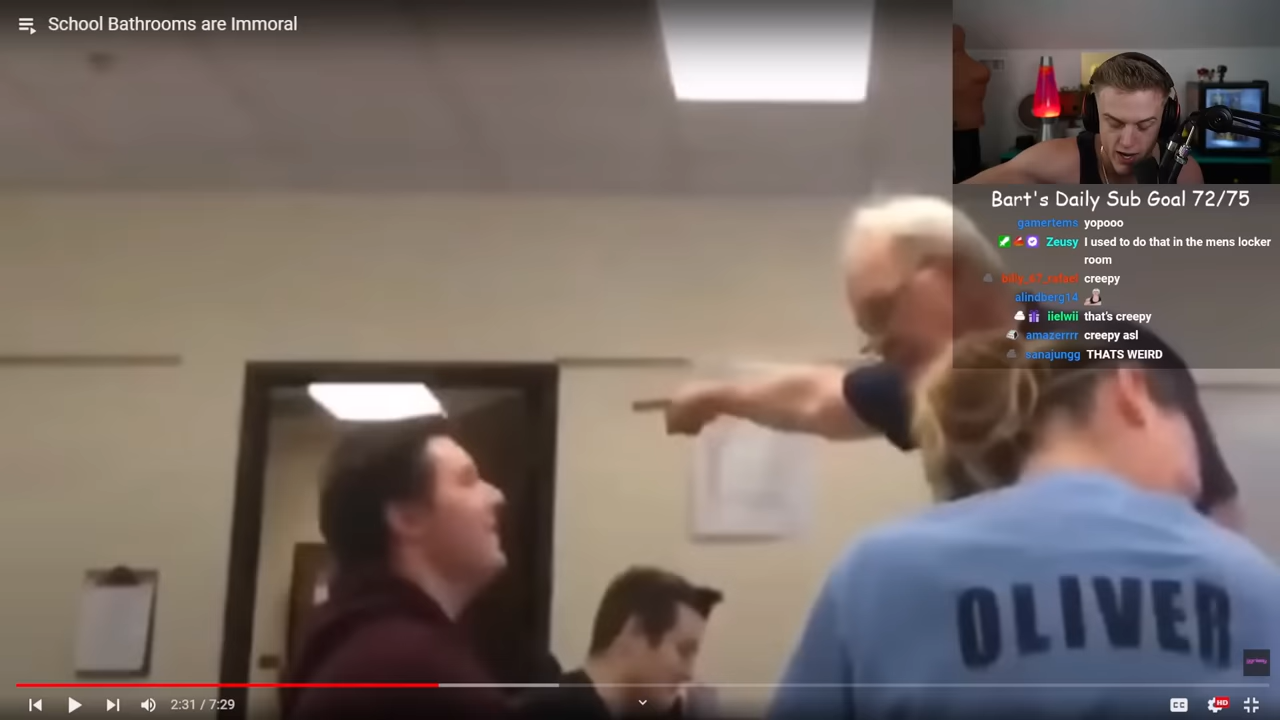 School Bathrooms are Immoral
Bart's Daily Sub Goal 72/75
gamertems yopooo
Zeusy I used to do that in the mens locker
room
creepy
alindberg14
iielwii that's creepy
amazerrrr creepy asl
sanajungg THATS WEIRD
OLIVER
2:31 / 7:29
CC
HD